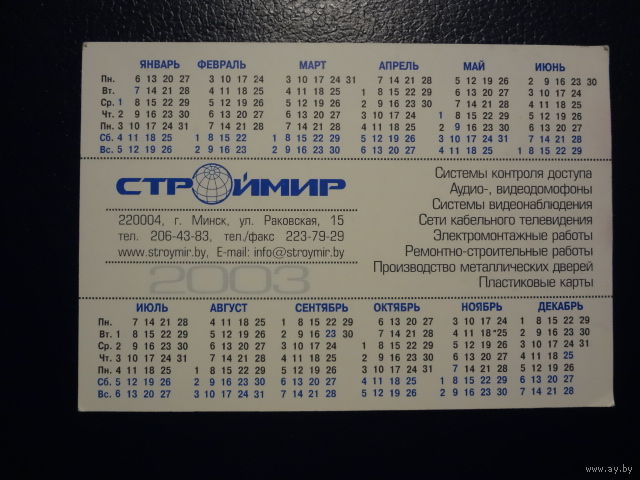 ЯНВАРЬ ФЕВРАЛЬ МАРТ АПРЕЛЬ МАЙ ИЮНЬ
Пн. 6 13 20 27 3 10 17 24 3 10 17 24 31 7 14 21 28 5 12 19 26 2 9 16 23 30
Вт. 7 14 21 28 4 11 18 25 4 11 18 25 1 8 15 22 29 6 13 20 27 3 10 17 24
Ср. 1 8 15 22 29 5 12 19 26 5 12 19 26 2 9 16 23 30 7 14 21 28 4 11 18 25
Чт. 2 9 16 23 30 6 13 20 27 6 13 20 27 3 10 17 24 1 8 15 22 29 5 12 19 26
Пн. 3 10 17 24 31 7 14 21 28 7 14 21 28 4 11 18 25 2 9 16 23 30 6 13 20 27
Сб. 4 11 18 25 1 8 15 22 1 8 15 22 29 5 12 19 26 3 10 17 24 31 7 14 21 28
Вс. 5 12 19 26 2 9 16 23 2 9 16 23 30 6 13 20 27 4 11 18 25 1 8 15 22 29
СТРОЙМИР
220004, г. Минск, ул. Раковская, 15
тел. 206-43-83, тел./факс 223-79-29
www.stroymir.by, E-mail: info@stroymir.by
2003
Системы контроля доступа
Аудио-, видеодомофоны
Системы видеонаблюдения
Сети кабельного телевидения
Электромонтажные работы
Ремонтно-строительные работы
Производство металлических дверей
Пластиковые карты
ИЮЛЬ АВГУСТ СЕНТЯБРЬ ОКТЯБРЬ НОЯБРЬ ДЕКАБРЬ
Пн. 7 14 21 28 4 11 18 25 1 8 15 22 29 6 13 20 27 3 10 17 24 1 8 15 22 29
Вт. 1 8 15 22 29 5 12 19 26 2 9 16 23 30 7 14 21 28 4 11 18 25 2 9 16 23 30
Ср. 2 9 16 23 30 6 13 20 27 3 10 17 24 1 8 15 22 29 5 12 19 26 3 10 17 24 31
Чт. 3 10 17 24 31 7 14 21 28 4 11 18 25 2 9 16 23 30 6 13 20 27 4 11 18 25
Пт. 4 11 18 25 1 8 15 22 29 5 12 19 26 3 10 17 24 31 7 14 21 28 5 12 19 26
Сб. 5 12 19 26 2 9 16 23 30 6 13 20 27 4 11 18 25 1 8 15 22 29 6 13 20 27
Вс. 6 13 20 27 3 10 17 24 31 7 14 21 28 5 12 19 26 2 9 16 23 30 7 14 21 28
www.ay.by